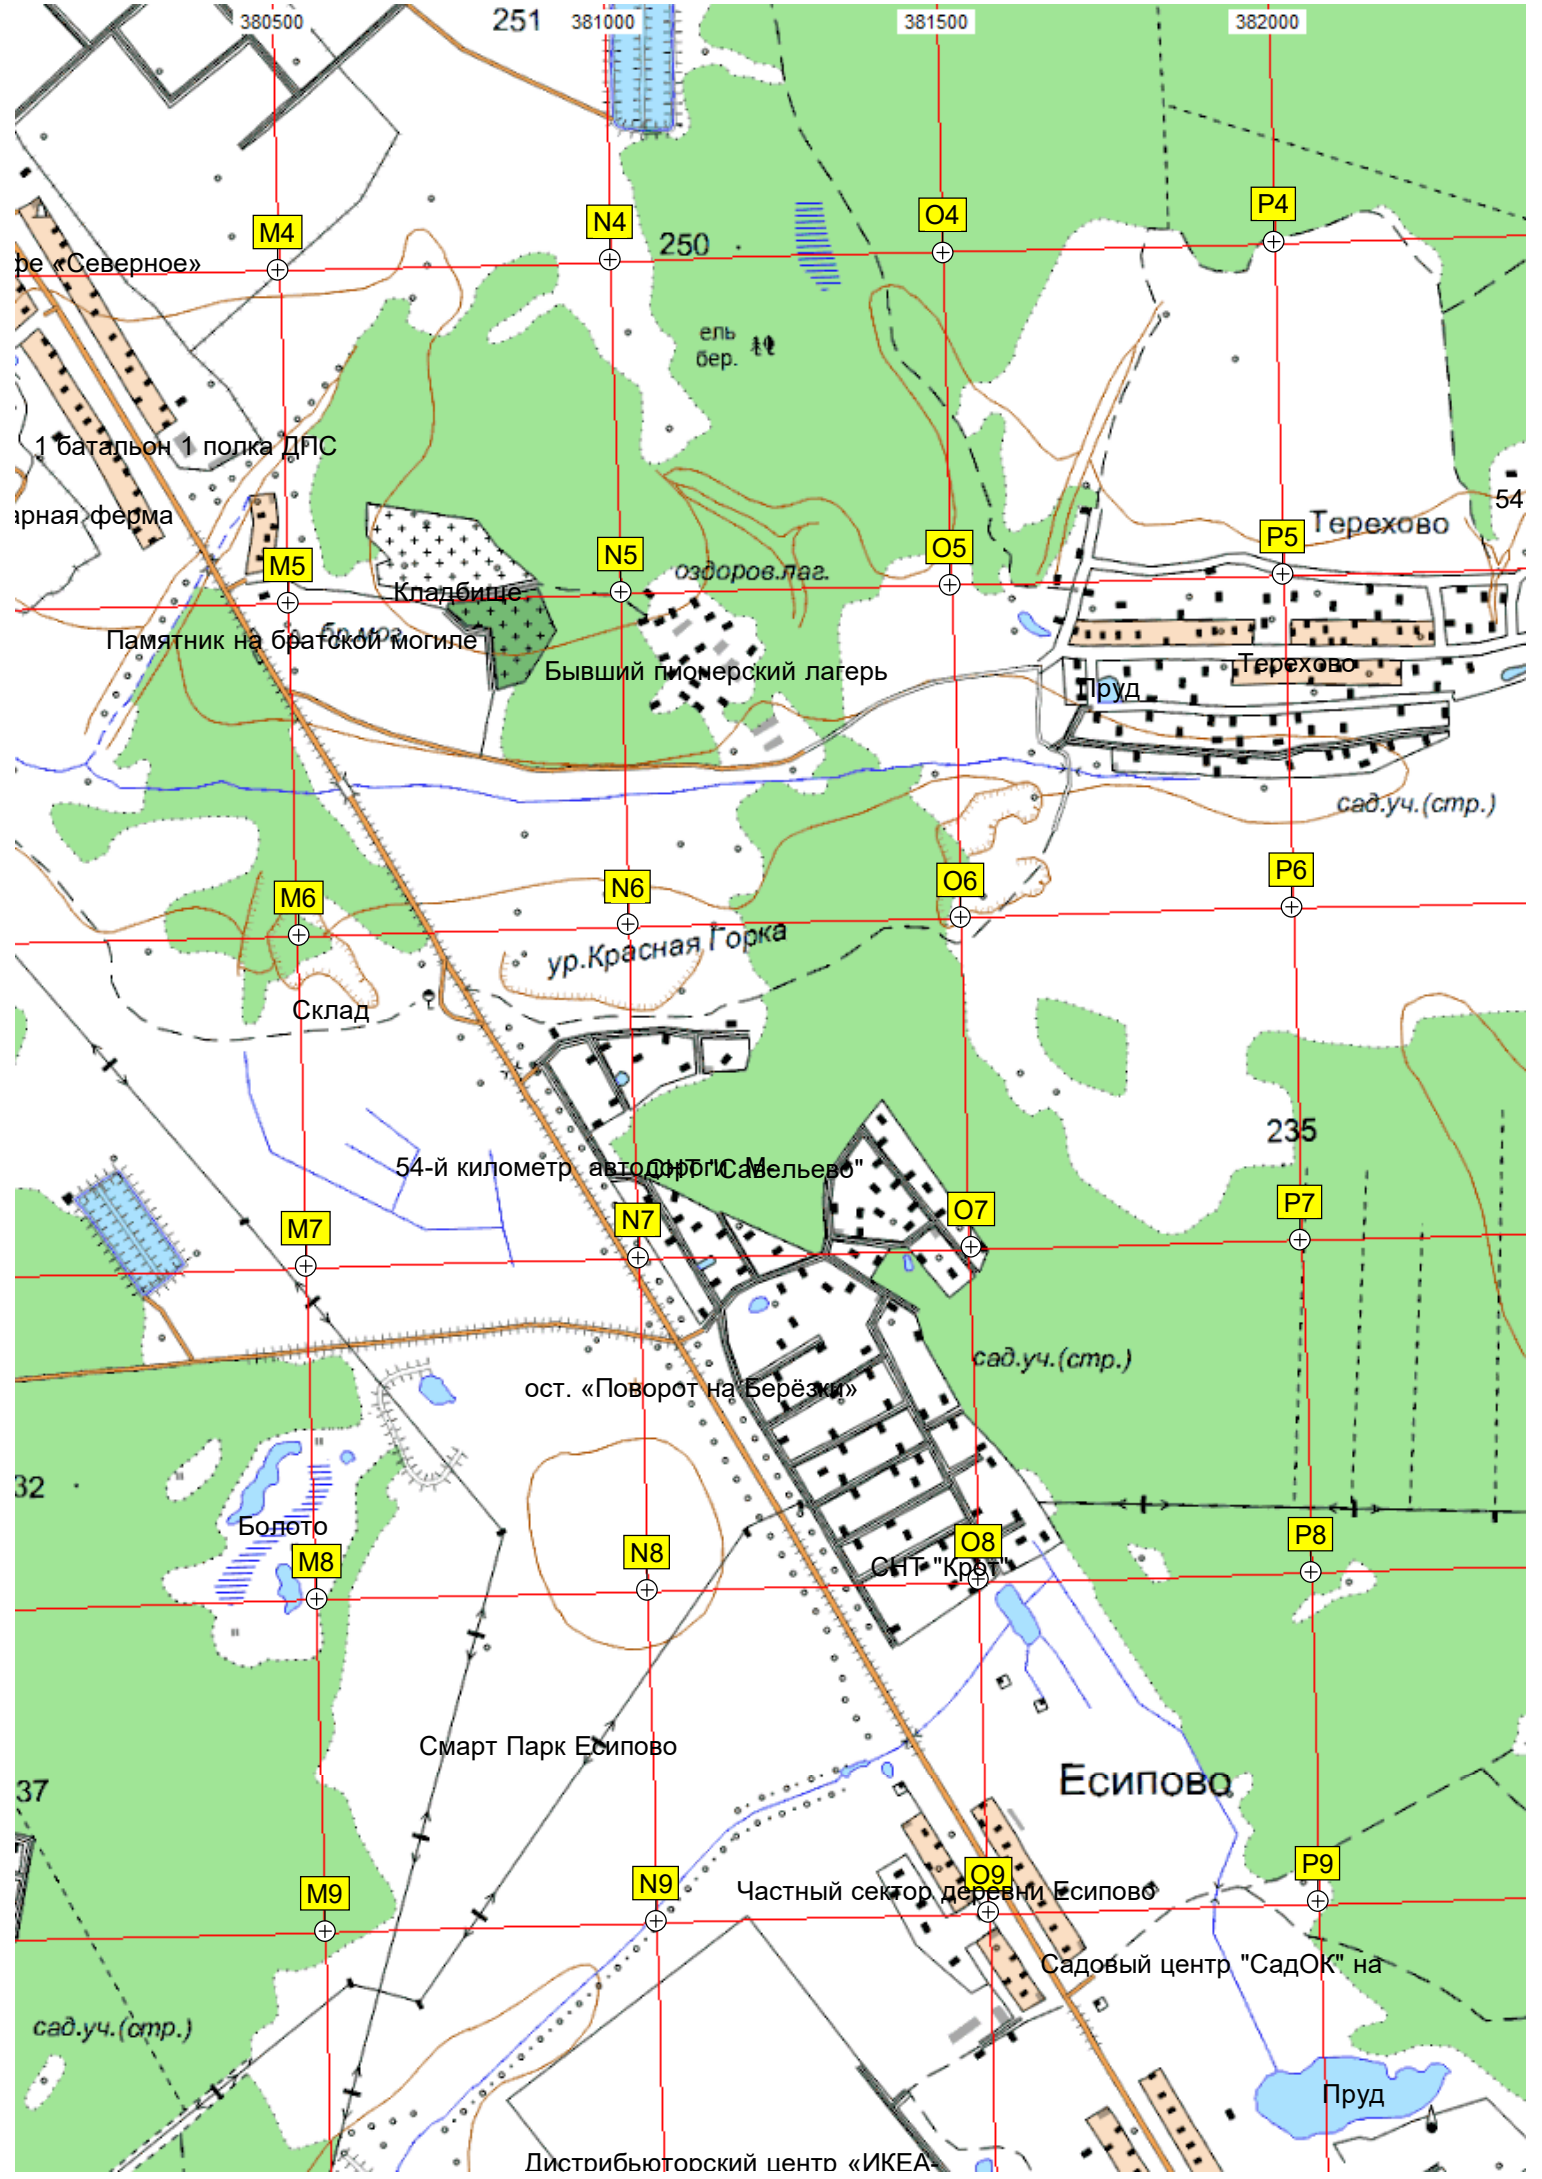 380500 381000 381500 382000
251
M4 N4 O4 P4
250
фе «Северное»
ель
бер.
1 батальон 1 полка ДПС
54
арная ферма
Терехово
M5 N5 O5 P5
оздоров.лаг.
Кладбище
бр.мог.
Памятник на братской могиле
Бывший пионерский лагерь
Терехово
Пруд
сад.уч.(стр.)
M6 N6 O6 P6
ур.Красная Горка
Склад
235
54-й километр автодороги М-
СНТ "Савельево"
M7 N7 O7 P7
сад.уч.(стр.)
ост. «Поворот на Берёзки»
32
Болото
M8 N8 O8 P8
СНТ "Крот"
Смарт Парк Есипово
Есипово
37
M9 N9 O9 P9
Частный сектор деревни Есипово
Садовый центр "СадОК" на
сад.уч.(стр.)
Пруд
Дистрибьюторский центр «ИКЕА-